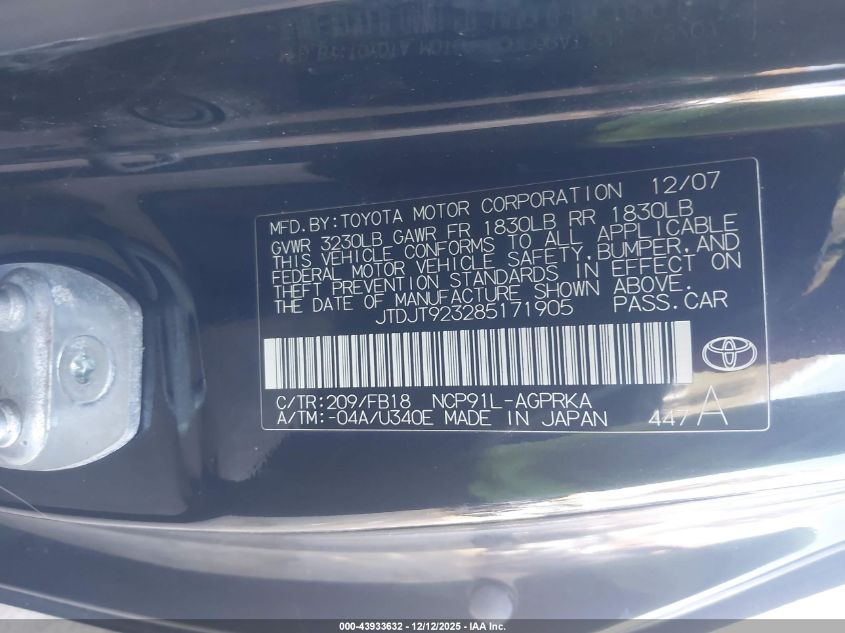 MFD.BY:TOYOTA MOTOR CORPORATION 12/07
GVWR 3230LB GAWR FR 1830LB RR 1830LB
THIS VEHICLE CONFORMS TO ALL APPLICABLE
FEDERAL MOTOR VEHICLE SAFETY,BUMPER,AND
THEFT PREVENTION STANDARDS IN EFFECT ON
THE DATE OF MANUFACTURE SHOWN ABOVE.
JTDJT923285171905 PASS.CAR
C/TR:209/FB18 NCP91L-AGPRKA
A/TM:-04A/U340E MADE IN JAPAN 447A
000-43933632 - 12/12/2025 - IAA Inc.